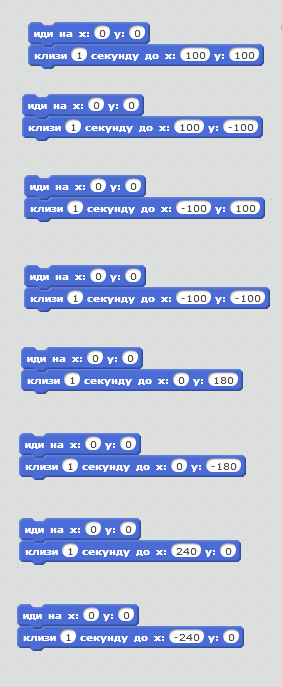 иди на x: 0 y: 0
клизи 1 секунду до x: 100 y: 100
иди на x: 0 y: 0
клизи 1 секунду до x: 100 y: -100
иди на x: 0 y: 0
клизи 1 секунду до x: -100 y: 100
иди на x: 0 y: 0
клизи 1 секунду до x: -100 y: -100
иди на x: 0 y: 0
клизи 1 секунду до x: 0 y: 180
иди на x: 0 y: 0
клизи 1 секунду до x: 0 y: -180
иди на x: 0 y: 0
клизи 1 секунду до x: 240 y: 0
иди на x: 0 y: 0
клизи 1 секунду до x: -240 y: 0